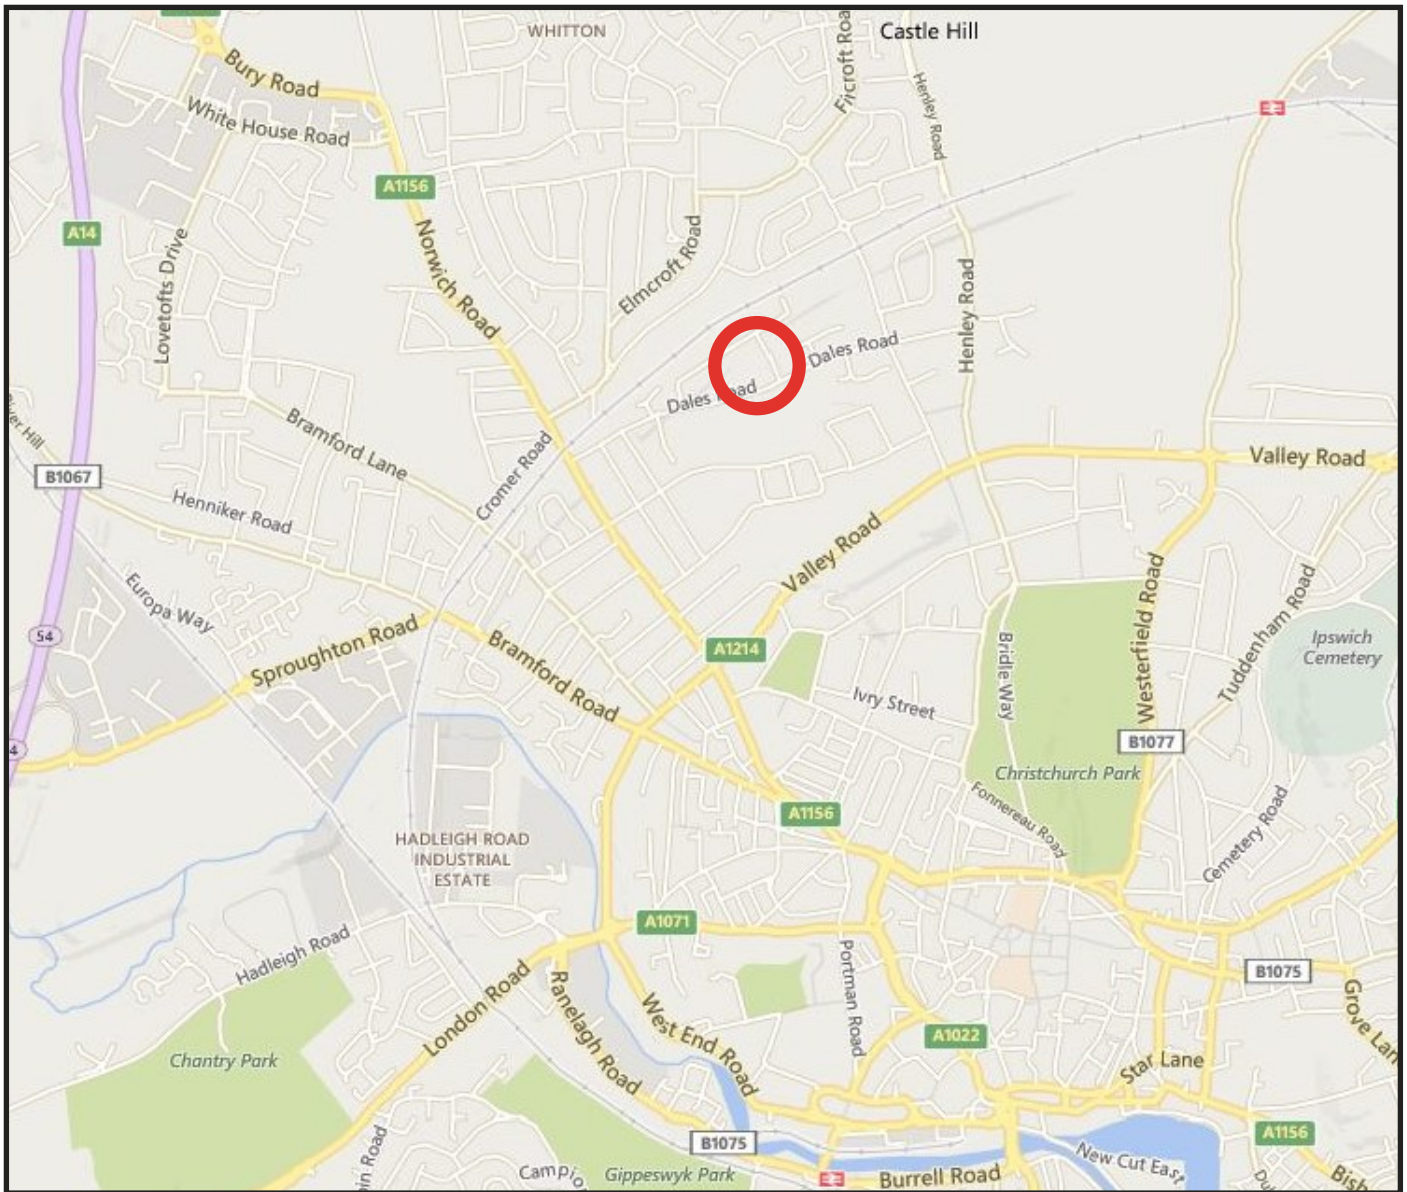 WHITTON
Castle Hill
Bury Road
White House Road
Henley Road
A1156
A14
Norwich Road
Lovetofts Drive
Elmcroft Road
Henley Road
Dales Road
Dales Road
Bramford Lane
Cromer Road
B1067
Henniker Road
Valley Road
Valley Road
Europa Way
54
Sproughton Road
Bramford Road
A1214
Bridle Way
Westerfield Road
Tuddenham Road
Ipswich
Cemetery
Ivry Street
B1077
4
Christchurch Park
Fonnereau Road
A1156
Cemetery Road
HADLEIGH ROAD
INDUSTRIAL
ESTATE
A1071
Hadleigh Road
Portman Road
B1075
London Road
Ranelagh Road
West End Road
Grove Lan
A1022
Chantry Park
Star Lane
A1156
B1075
New Cut East
Gippeswyk Park
Burrell Road
Bish